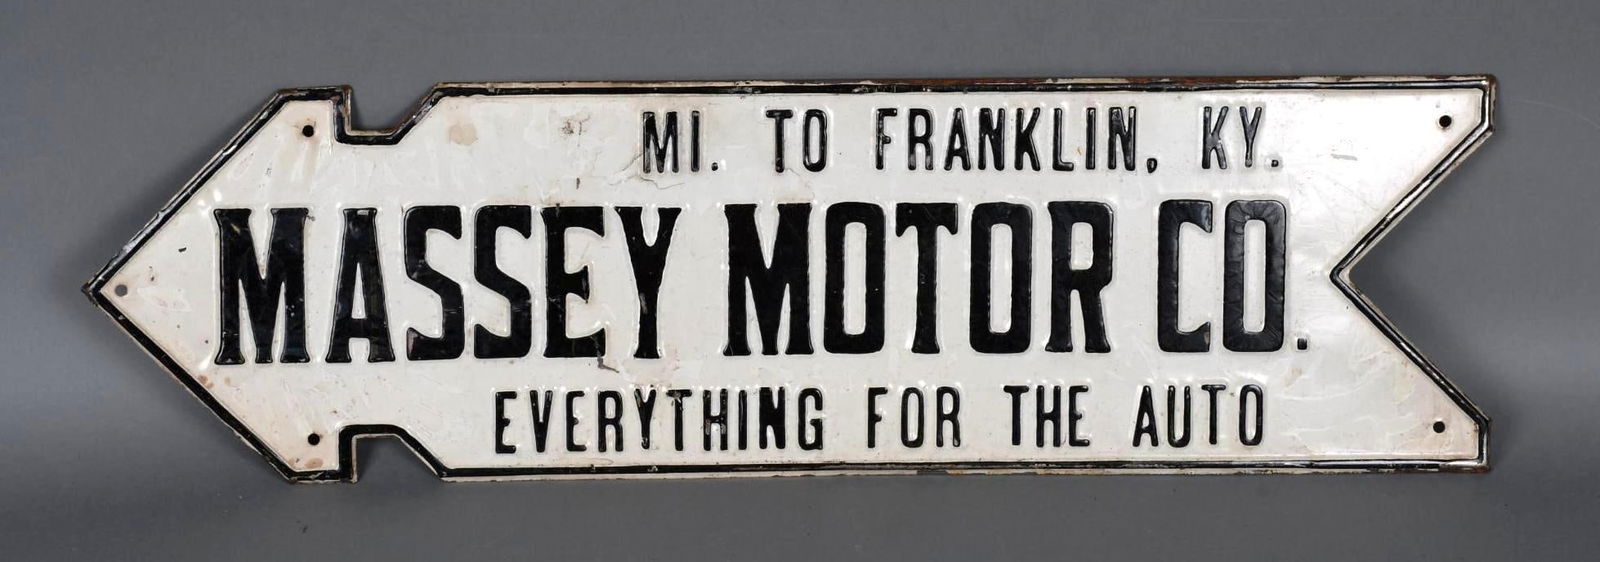 MI. TO FRANKLIN, KY.
MASSEY MOTOR CO.
EVERYTHING FOR THE AUTO